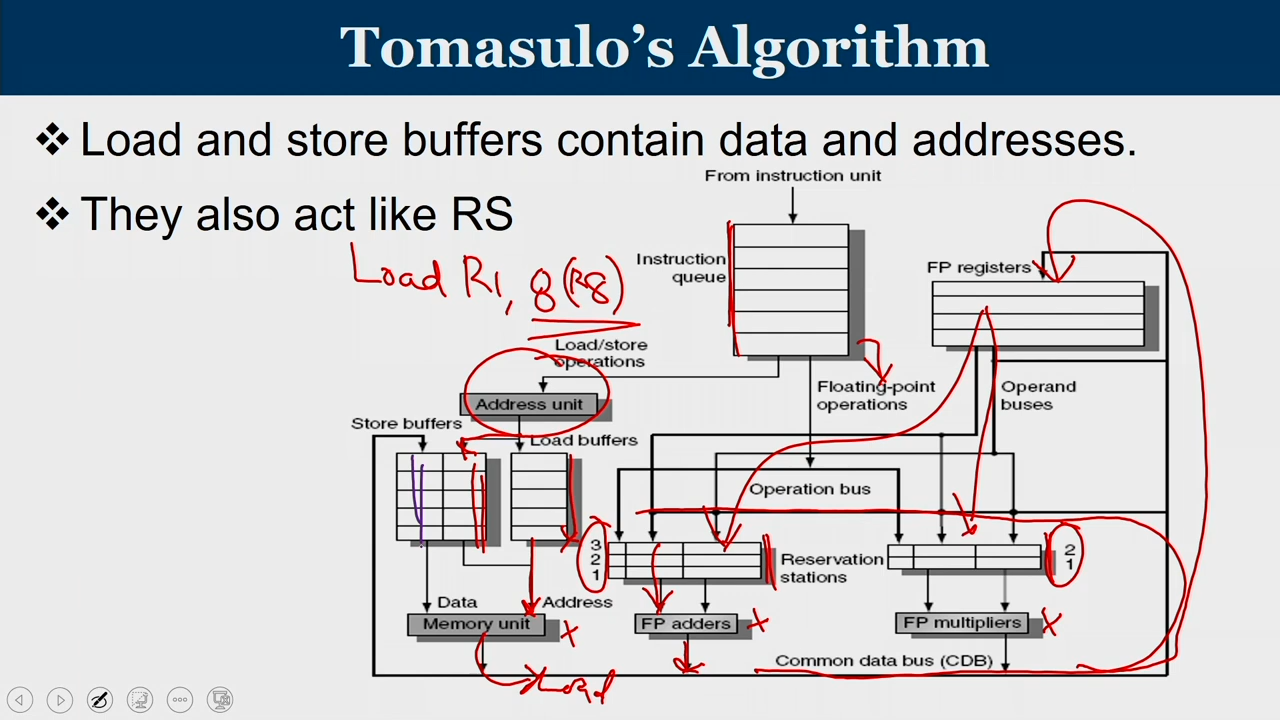 Tomasulo's Algorithm
❖ Load and store buffers contain data and addresses.
From instruction unit
❖ They also act like RS
Load R1, 8(R8)
Instruction
queue
FP registers
Load/store
operations
Floating-point
operations
Operand
buses
Address unit
Store buffers
Load buffers
Operation bus
3
2
1
Reservation
stations
2
1
Data
Address
Memory unit
FP adders
FP multipliers
Common data bus (CDB)
Load